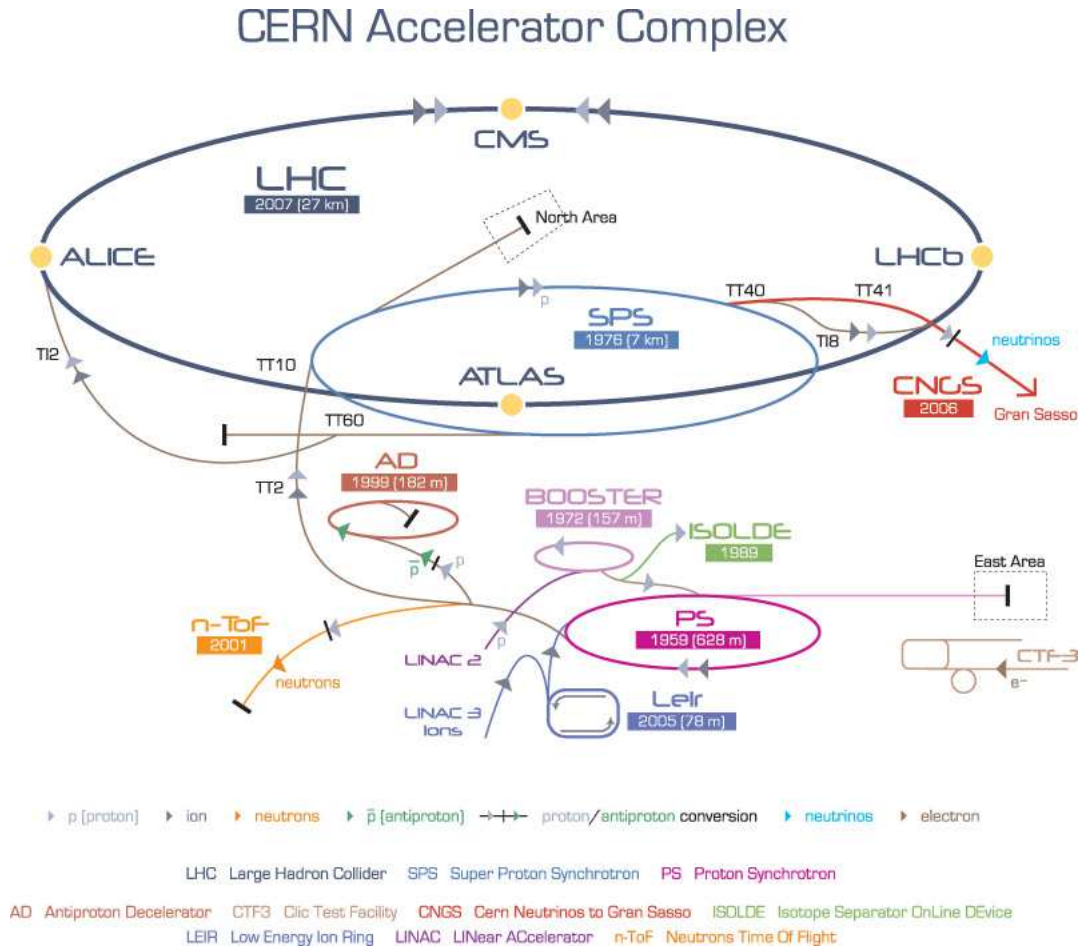 CERN Accelerator Complex
CMS
LHC
2007 (27 km)
North Area
ALICE
LHCb
TT40
TT41
SPS
1976 (7 km)
p
TI8
neutrinos
TI2
TT10
ATLAS
CNGS
2006
Gran Sasso
TT60
AD
1999 (182 m)
TT2
BOOSTER
1972 (157 m)
ISOLDE
1989
p̄
p
East Area
n-ToF
2001
PS
1959 (628 m)
LINAC 2
p
neutrons
CTF-3
e-
LINAC 3
Ions
LeIr
2005 (78 m)
p (proton) ion neutrons p̄ (antiproton) proton/antiproton conversion neutrinos electron
LHC Large Hadron Collider SPS Super Proton Synchrotron PS Proton Synchrotron
AD Antiproton Decelerator CTF3 Clic Test Facility CNGS Cern Neutrinos to Gran Sasso ISOLDE Isotope Separator OnLine DEvice
LEIR Low Energy Ion Ring LINAC LINear ACcelerator n-ToF Neutrons Time Of Flight